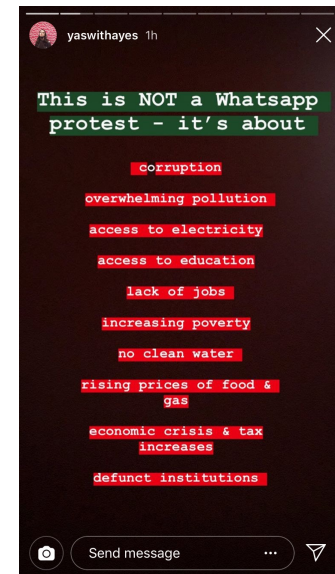 yaswithayes 1h
This is NOT a Whatsapp
protest - it's about
corruption
overwhelming pollution
access to electricity
access to education
lack of jobs
increasing poverty
no clean water
rising prices of food &
gas
economic crisis & tax
increases
defunct institutions
Send message